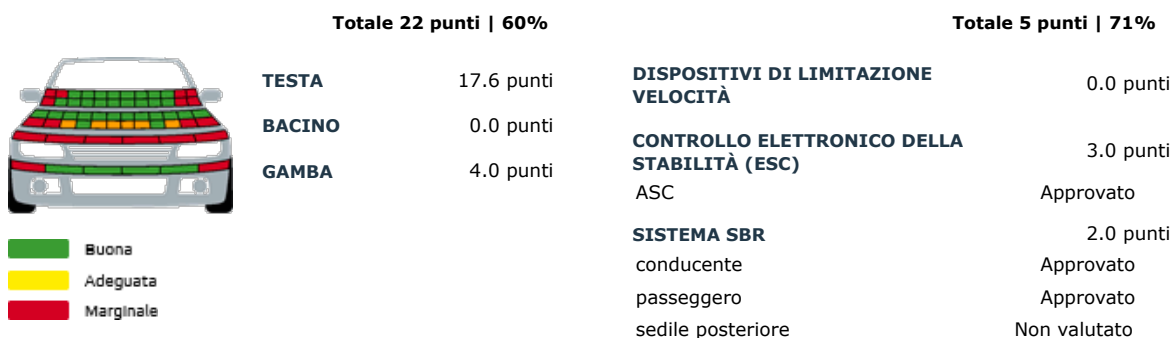 Totale 22 punti | 60%
TESTA 17.6 punti
BACINO 0.0 punti
GAMBA 4.0 punti
Buona
Adeguata
Marginale
Totale 5 punti | 71%
DISPOSITIVI DI LIMITAZIONE
VELOCITÀ 0.0 punti
CONTROLLO ELETTRONICO DELLA
STABILITÀ (ESC) 3.0 punti
ASC Approvato
SISTEMA SBR 2.0 punti
conducente Approvato
passeggero Approvato
sedile posteriore Non valutato